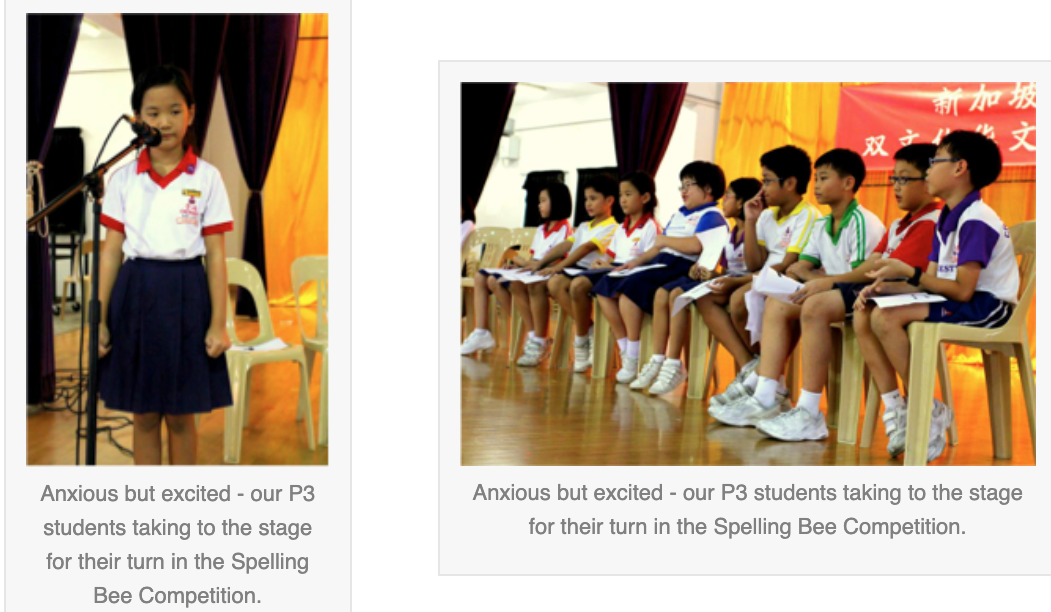 Anxious but excited - our P3
students taking to the stage
for their turn in the Spelling
Bee Competition.
新加坡
双文化华文
Anxious but excited - our P3 students taking to the stage
for their turn in the Spelling Bee Competition.